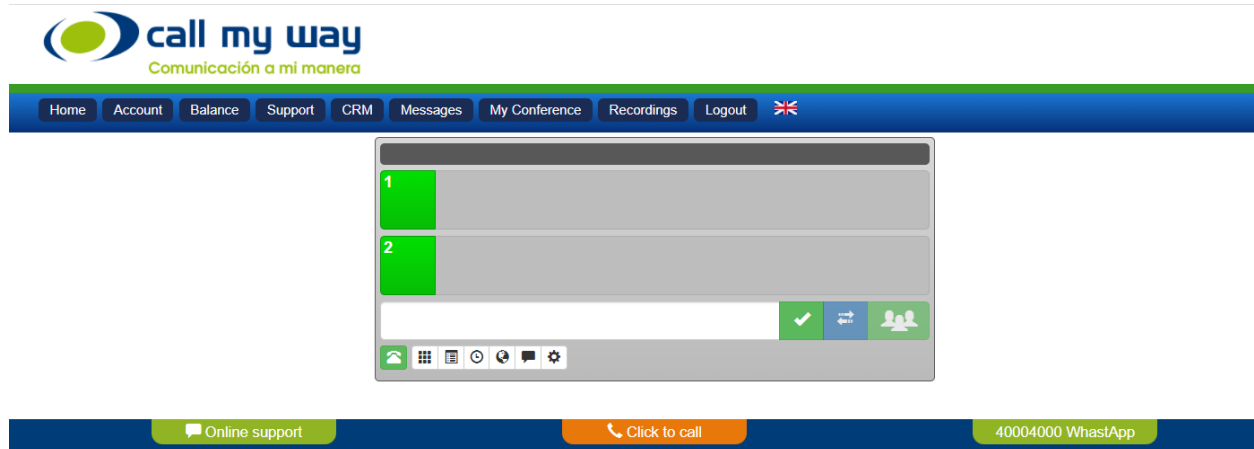 call my way
Comunicación a mi manera
Home Account Balance Support CRM Messages My Conference Recordings Logout
1
2
Online support Click to call 40004000 WhastApp